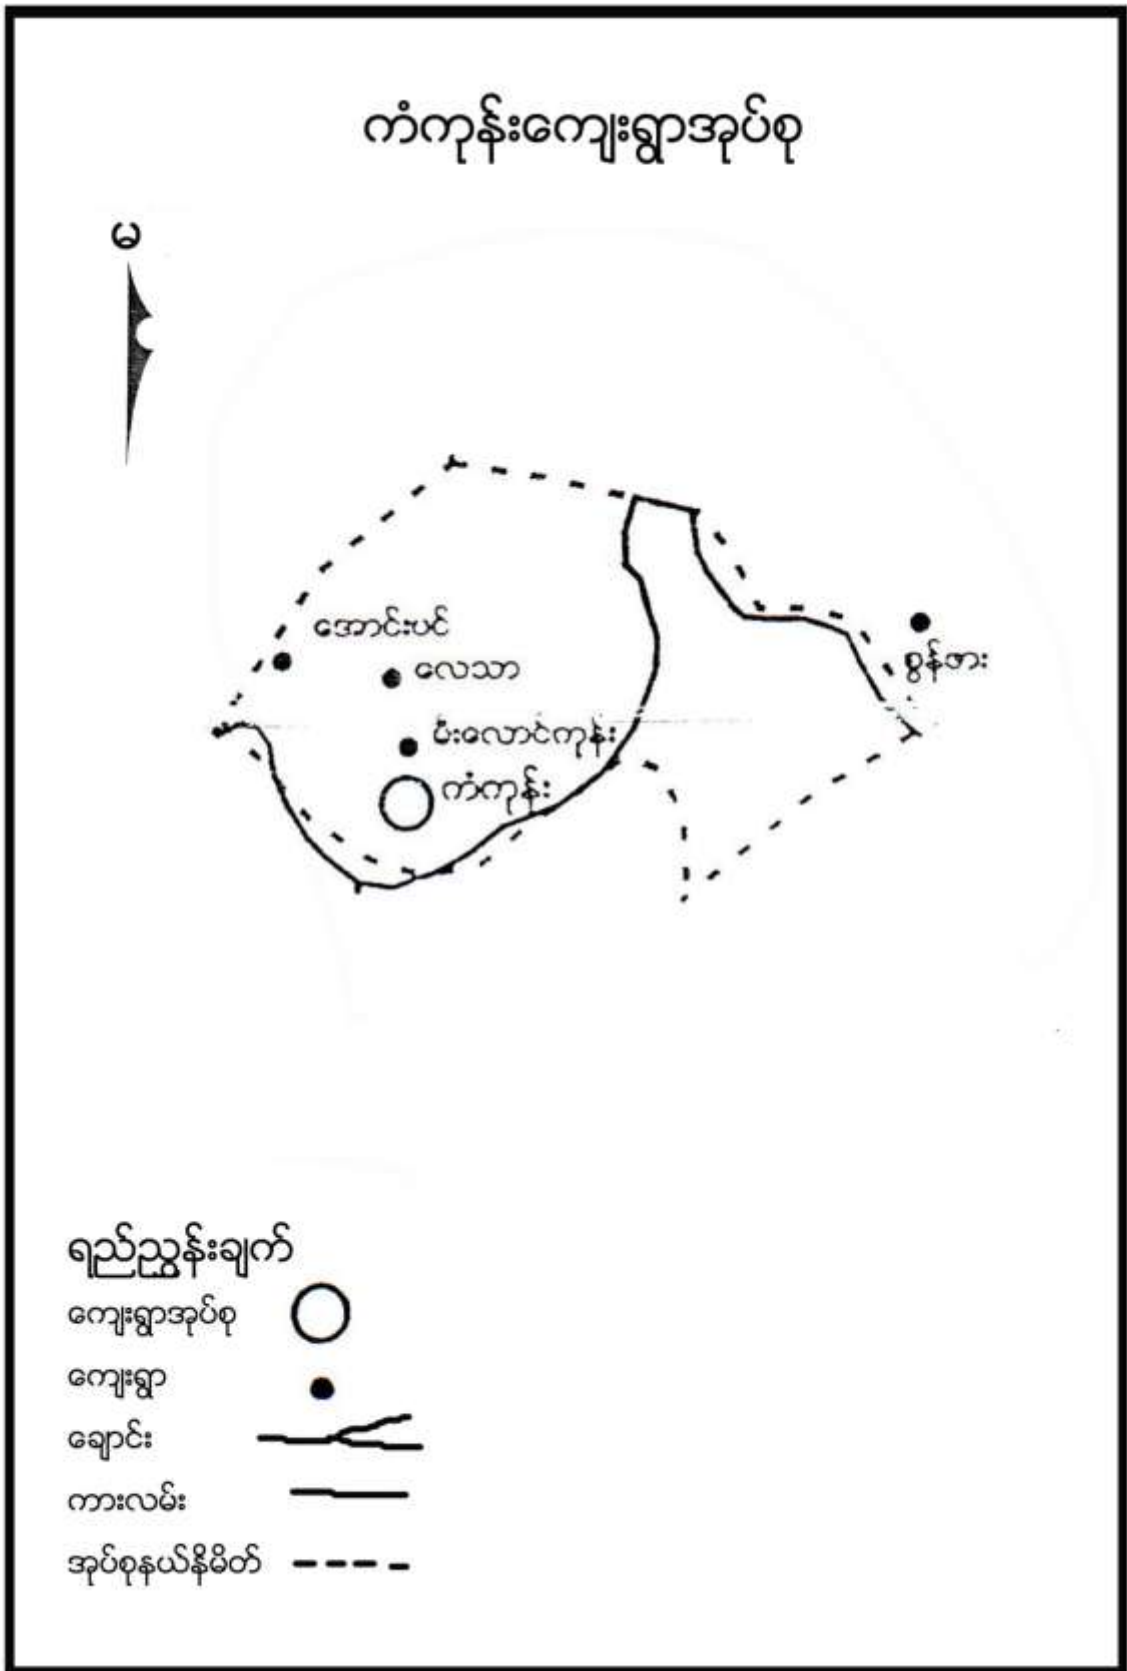 ကံကုန်းကျေးရွာအုပ်စု
မ
အောင်းပင်
လေသာ
မီးလောင်ကုန်း
ကံကုန်း
စွန်ဇား
ရည်ညွှန်းချက်
ကျေးရွာအုပ်စု
ကျေးရွာ
ချောင်း
ကားလမ်း
အုပ်စုနယ်နိမိတ်